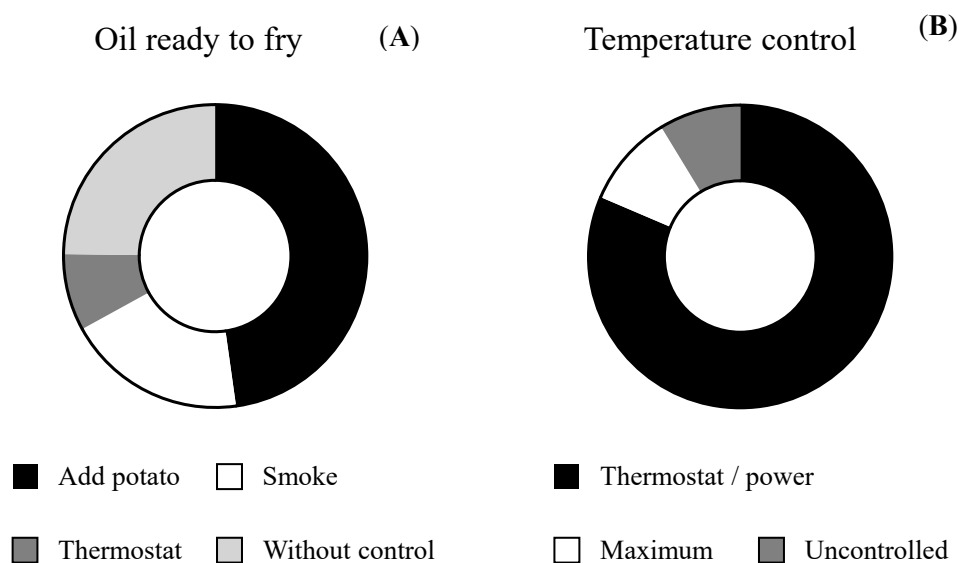 Oil ready to fry (A)
Temperature control (B)
Add potato Smoke
Thermostat Without control
Thermostat / power
Maximum Uncontrolled